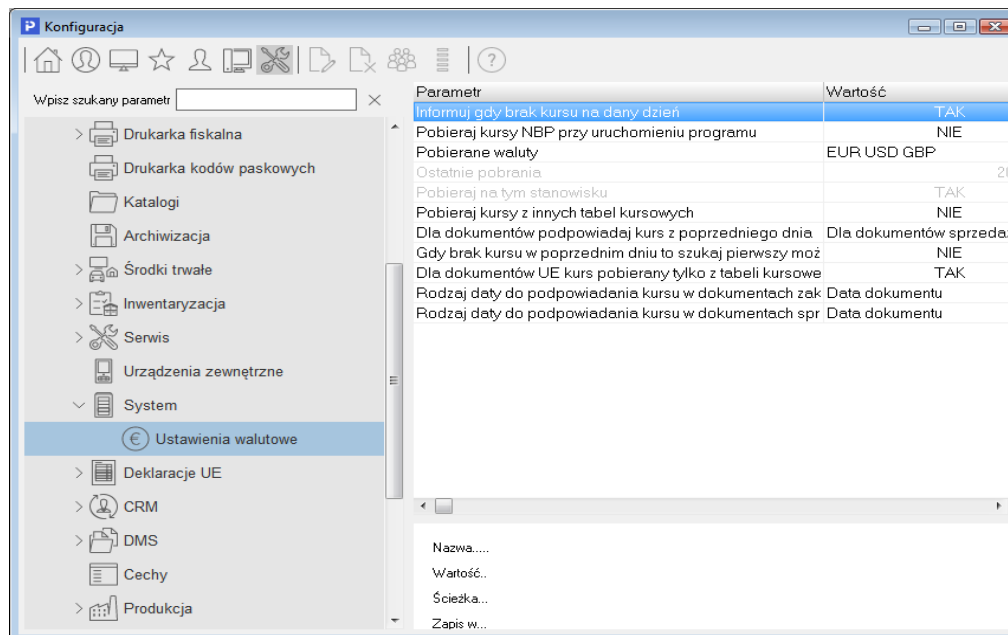 Konfiguracja
Wpisz szukany parametr
Drukarka fiskalna
Drukarka kodów paskowych
Katalogi
Archiwizacja
Środki trwałe
Inwentaryzacja
Serwis
Urządzenia zewnętrzne
System
Ustawienia walutowe
Deklaracje UE
CRM
DMS
Cechy
Produkcja
Parametr Wartość
Informuj gdy brak kursu na dany dzień TAK
Pobieraj kursy NBP przy uruchomieniu programu NIE
Pobierane waluty EUR USD GBP
Ostatnie pobrania
Pobieraj na tym stanowisku TAK
Pobieraj kursy z innych tabel kursowych NIE
Dla dokumentów podpowiadaj kurs z poprzedniego dnia Dla dokumentów sprzeda
Gdy brak kursu w poprzednim dniu to szukaj pierwszy moż NIE
Dla dokumentów UE kurs pobierany tylko z tabeli kursowe TAK
Rodzaj daty do podpowiadania kursu w dokumentach zak Data dokumentu
Rodzaj daty do podpowiadania kursu w dokumentach spr Data dokumentu
Nazwa.....
Wartość..
Ścieżka...
Zapis w...